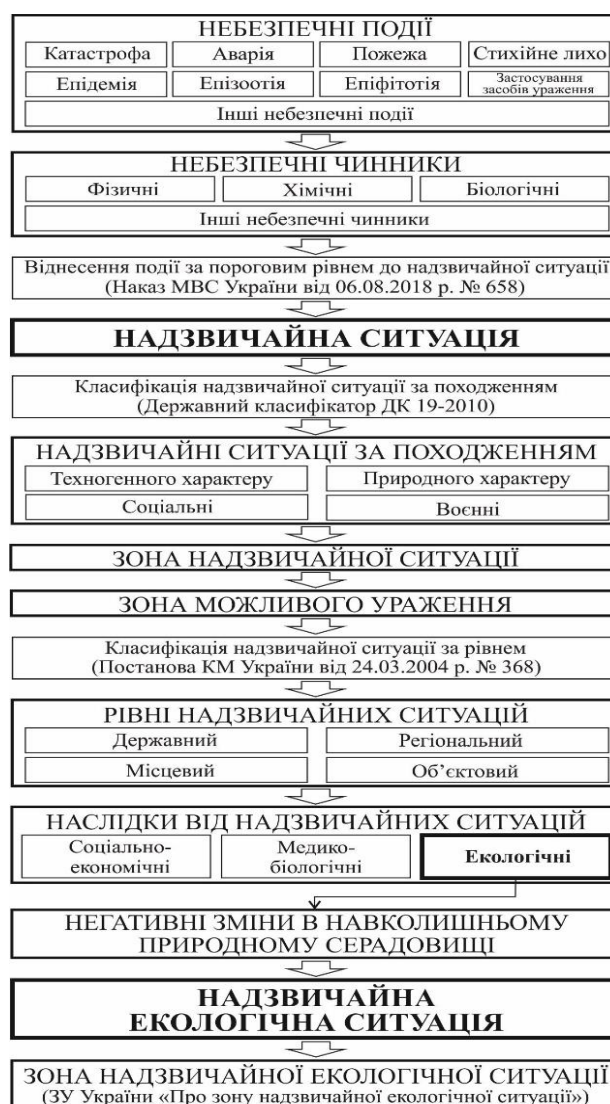 НЕБЕЗПЕЧНІ ПОДІЇ
Катастрофа Аварія Пожежа Стихійне лихо
Епідемія Епізоотія Епіфітотія Застосування
засобів ураження
Інші небезпечні події
НЕБЕЗПЕЧНІ ЧИННИКИ
Фізичні Хімічні Біологічні
Інші небезпечні чинники
Віднесення події за пороговим рівнем до надзвичайної ситуації
(Наказ МВС України від 06.08.2018 р. № 658)
НАДЗВИЧАЙНА СИТУАЦІЯ
Класифікація надзвичайної ситуації за походженням
(Державний класифікатор ДК 19-2010)
НАДЗВИЧАЙНІ СИТУАЦІЇ ЗА ПОХОДЖЕННЯМ
Техногенного характеру Природного характеру
Соціальні Воєнні
ЗОНА НАДЗВИЧАЙНОЇ СИТУАЦІЇ
ЗОНА МОЖЛИВОГО УРАЖЕННЯ
Класифікація надзвичайної ситуації за рівнем
(Постанова КМ України від 24.03.2004 р. № 368)
РІВНІ НАДЗВИЧАЙНИХ СИТУАЦІЙ
Державний Регіональний
Місцевий Об’єктовий
НАСЛІДКИ ВІД НАДЗВИЧАЙНИХ СИТУАЦІЙ
Соціально-
економічні
Медико-
біологічні
Екологічні
НЕГАТИВНІ ЗМІНИ В НАВКОЛИШНЬОМУ
ПРИРОДНОМУ СЕРАДОВИЩІ
НАДЗВИЧАЙНА
ЕКОЛОГІЧНА СИТУАЦІЯ
ЗОНА НАДЗВИЧАЙНОЇ ЕКОЛОГІЧНОЇ СИТУАЦІЇ
(ЗУ України «Про зону надзвичайної екологічної ситуації»)